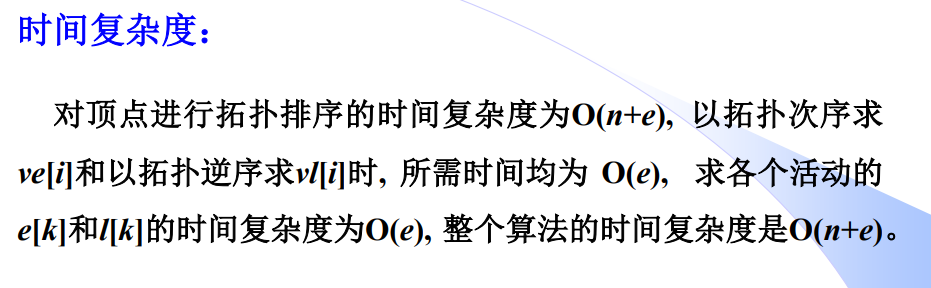 时间复杂度：
对顶点进行拓扑排序的时间复杂度为O(n+e), 以拓扑次序求
ve[i]和以拓扑逆序求vl[i]时, 所需时间均为 O(e), 求各个活动的
e[k]和l[k]的时间复杂度为O(e), 整个算法的时间复杂度是O(n+e)。